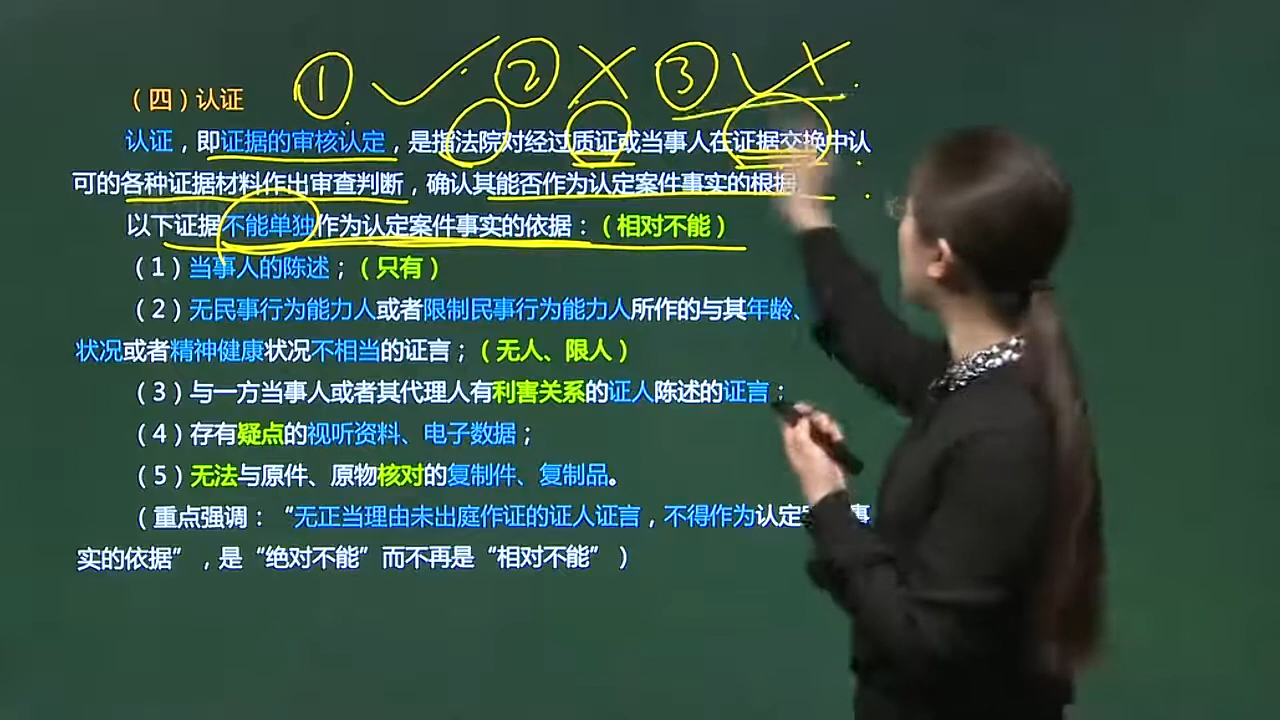 ① ✓ ② ✗ ③ ✓ ✗
（四）认证
认证，即证据的审核认定，是指法院对经过质证或当事人在证据交换中认
可的各种证据材料作出审查判断，确认其能否作为认定案件事实的根据
以下证据不能单独作为认定案件事实的依据：（相对不能）
（1）当事人的陈述；（只有）
（2）无民事行为能力人或者限制民事行为能力人所作的与其年龄、
状况或者精神健康状况不相当的证言；（无人、限人）
（3）与一方当事人或者其代理人有利害关系的证人陈述的证言；
（4）存有疑点的视听资料、电子数据；
（5）无法与原件、原物核对的复制件、复制品。
（重点强调：“无正当理由未出庭作证的证人证言，不得作为认定 事
实的依据”，是“绝对不能”而不再是“相对不能”）